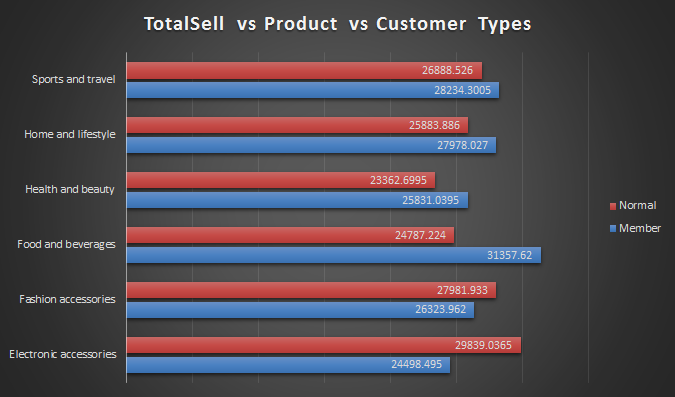 TotalSell vs Product vs Customer Types
Sports and travel
26888.526
28234.3005
Home and lifestyle
25883.886
27978.027
Health and beauty
23362.6995
25831.0395
Food and beverages
24787.224
31357.62
Fashion accessories
27981.933
26323.962
Electronic accessories
29839.0365
24498.495
Normal
Member